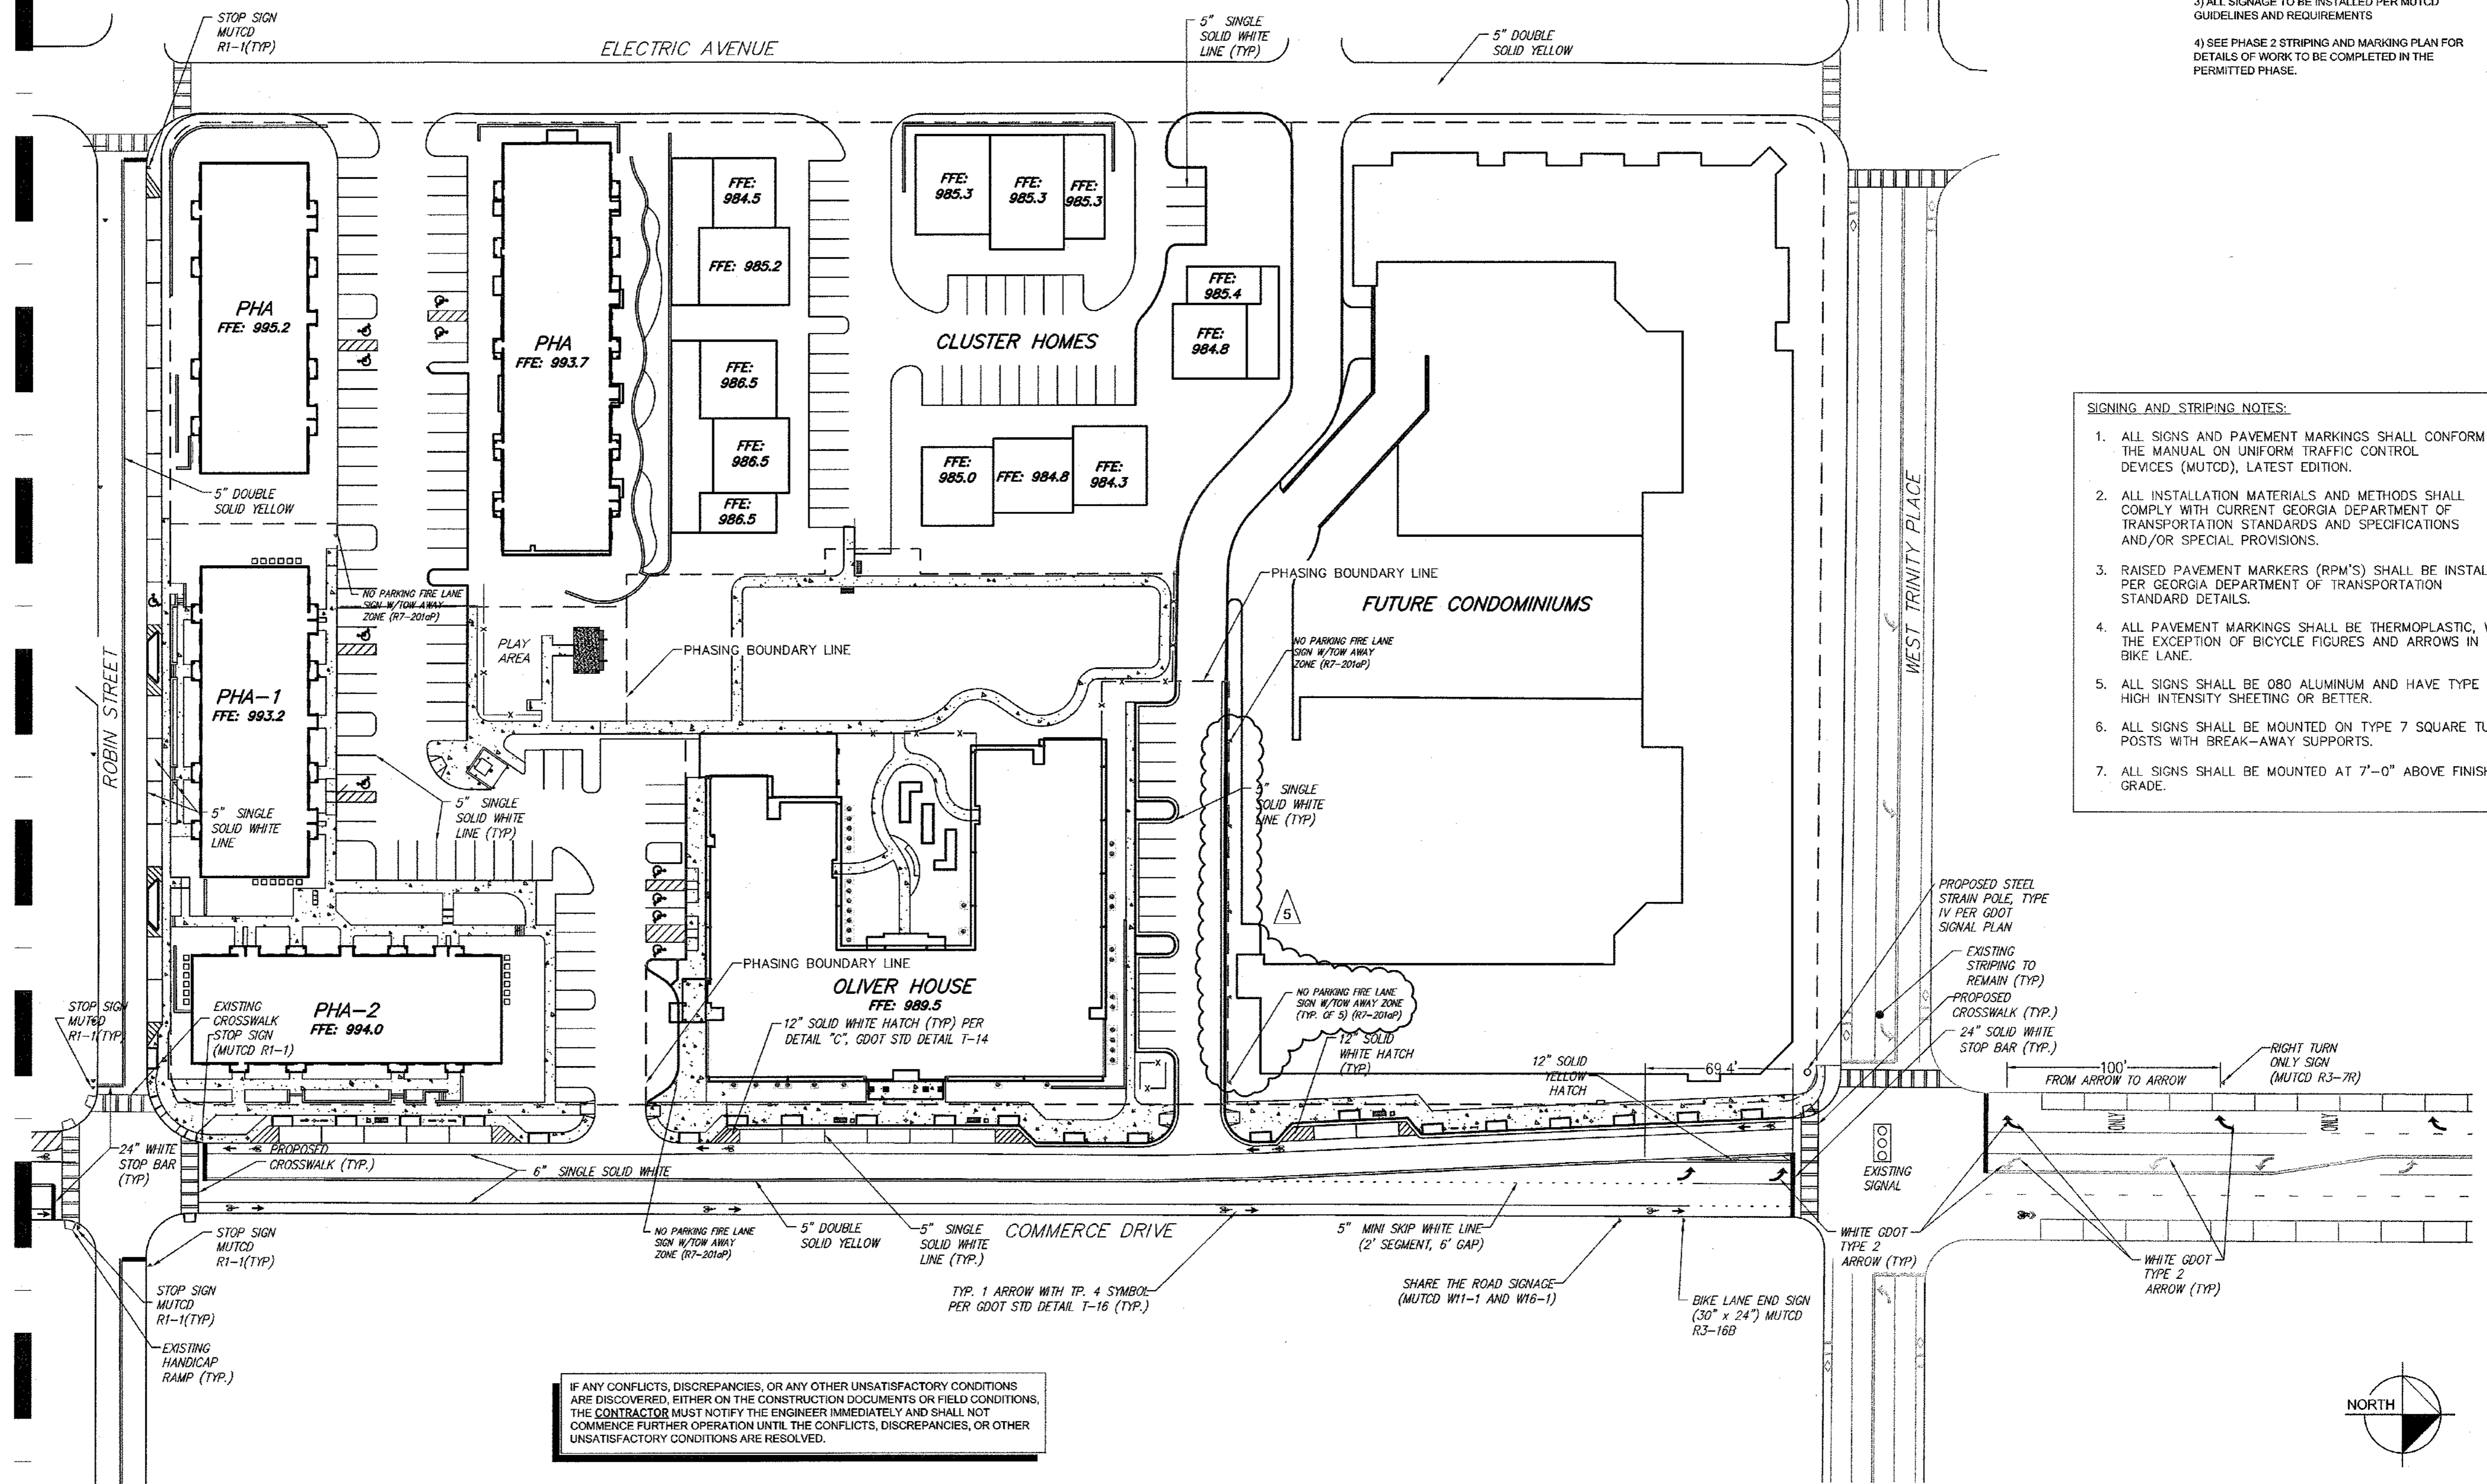 STOP SIGN
MUTCD
R1-1(TYP)
ELECTRIC AVENUE
5" SINGLE
SOLID WHITE
LINE (TYP)
5" DOUBLE
SOLID YELLOW
3) ALL SIGNAGE TO BE INSTALLED PER MUTCD
GUIDELINES AND REQUIREMENTS
4) SEE PHASE 2 STRIPING AND MARKING PLAN FOR
DETAILS OF WORK TO BE COMPLETED IN THE
PERMITTED PHASE.
PHA
FFE: 995.2
PHA
FFE: 993.7
FFE:
984.5
FFE: 985.2
FFE:
986.5
FFE:
986.5
FFE:
986.5
FFE:
985.3
FFE:
985.3
FFE:
985.3
CLUSTER HOMES
FFE:
985.4
FFE:
984.8
FFE:
985.0
FFE: 984.8
FFE:
984.3
5" DOUBLE
SOLID YELLOW
NO PARKING FIRE LANE
SIGN W/TOW AWAY
ZONE (R7-201aP)
PLAY
AREA
PHASING BOUNDARY LINE
PHASING BOUNDARY LINE
FUTURE CONDOMINIUMS
NO PARKING FIRE LANE
SIGN W/TOW AWAY
ZONE (R7-201aP)
WEST TRINITY PLACE
SIGNING AND STRIPING NOTES:
1. ALL SIGNS AND PAVEMENT MARKINGS SHALL CONFORM
THE MANUAL ON UNIFORM TRAFFIC CONTROL
DEVICES (MUTCD), LATEST EDITION.
2. ALL INSTALLATION MATERIALS AND METHODS SHALL
COMPLY WITH CURRENT GEORGIA DEPARTMENT OF
TRANSPORTATION STANDARDS AND SPECIFICATIONS
AND/OR SPECIAL PROVISIONS.
3. RAISED PAVEMENT MARKERS (RPM'S) SHALL BE INSTAL
PER GEORGIA DEPARTMENT OF TRANSPORTATION
STANDARD DETAILS.
4. ALL PAVEMENT MARKINGS SHALL BE THERMOPLASTIC,
THE EXCEPTION OF BICYCLE FIGURES AND ARROWS IN
BIKE LANE.
5. ALL SIGNS SHALL BE 080 ALUMINUM AND HAVE TYPE
HIGH INTENSITY SHEETING OR BETTER.
6. ALL SIGNS SHALL BE MOUNTED ON TYPE 7 SQUARE TU
POSTS WITH BREAK-AWAY SUPPORTS.
7. ALL SIGNS SHALL BE MOUNTED AT 7'-0" ABOVE FINISH
GRADE.
ROBIN STREET
PHA-1
FFE: 993.2
5" SINGLE
SOLID WHITE
LINE
5" SINGLE
SOLID WHITE
LINE (TYP)
5" SINGLE
SOLID WHITE
LINE (TYP)
5
PHASING BOUNDARY LINE
OLIVER HOUSE
FFE: 989.5
12" SOLID WHITE HATCH (TYP) PER
DETAIL "C", GDOT STD DETAIL T-14
NO PARKING FIRE LANE
SIGN W/TOW AWAY ZONE
(TYP. OF 5) (R7-201aP)
12" SOLID
WHITE HATCH
(TYP)
12" SOLID
YELLOW
HATCH
69.4'
PROPOSED STEEL
STRAIN POLE, TYPE
IV PER GDOT
SIGNAL PLAN
EXISTING
STRIPING TO
REMAIN (TYP)
PROPOSED
CROSSWALK (TYP.)
24" SOLID WHITE
STOP BAR (TYP.)
100'
FROM ARROW TO ARROW
RIGHT TURN
ONLY SIGN
(MUTCD R3-7R)
STOP SIGN
MUTCD
R1-1(TYP)
EXISTING
CROSSWALK
STOP SIGN
(MUTCD R1-1)
PHA-2
FFE: 994.0
24" WHITE
STOP BAR
(TYP)
PROPOSED
CROSSWALK (TYP.)
6" SINGLE SOLID WHITE
ONLY
ONLY
EXISTING
SIGNAL
STOP SIGN
MUTCD
R1-1(TYP)
NO PARKING FIRE LANE
SIGN W/TOW AWAY
ZONE (R7-201aP)
5" DOUBLE
SOLID YELLOW
5" SINGLE
SOLID WHITE
LINE (TYP.)
COMMERCE DRIVE
5" MINI SKIP WHITE LINE
(2' SEGMENT, 6' GAP)
WHITE GDOT
TYPE 2
ARROW (TYP)
WHITE GDOT
TYPE 2
ARROW (TYP)
STOP SIGN
MUTCD
R1-1(TYP)
TYP. 1 ARROW WITH TP. 4 SYMBOL
PER GDOT STD DETAIL T-16 (TYP.)
SHARE THE ROAD SIGNAGE
(MUTCD W11-1 AND W16-1)
BIKE LANE END SIGN
(30" x 24") MUTCD
R3-16B
EXISTING
HANDICAP
RAMP (TYP.)
IF ANY CONFLICTS, DISCREPANCIES, OR ANY OTHER UNSATISFACTORY CONDITIONS
ARE DISCOVERED, EITHER ON THE CONSTRUCTION DOCUMENTS OR FIELD CONDITIONS,
THE CONTRACTOR MUST NOTIFY THE ENGINEER IMMEDIATELY AND SHALL NOT
COMMENCE FURTHER OPERATION UNTIL THE CONFLICTS, DISCREPANCIES, OR OTHER
UNSATISFACTORY CONDITIONS ARE RESOLVED.
NORTH